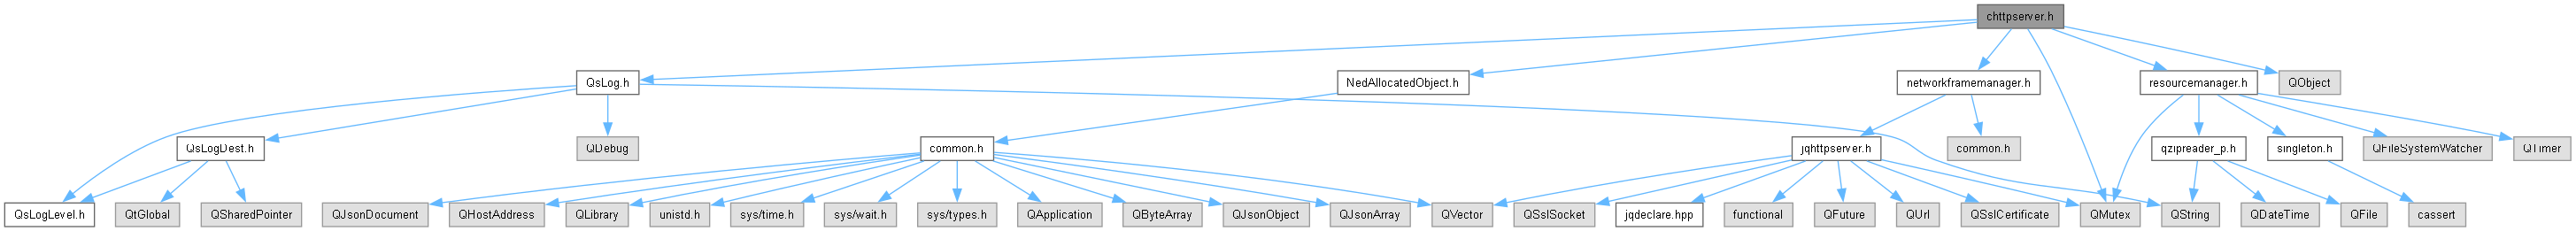 chttpserver.h
QsLog.h
NedAllocatedObject.h
networkframemanager.h
resourcemanager.h
QObject
QsLogDest.h
QDebug
common.h
jqhttpserver.h
common.h
qzipreader_p.h
singleton.h
QFileSystemWatcher
QTimer
QsLogLevel.h
QtGlobal
QSharedPointer
QJsonDocument
QHostAddress
QLibrary
unistd.h
sys/time.h
sys/wait.h
sys/types.h
QApplication
QByteArray
QJsonObject
QJsonArray
QVector
QSslSocket
jqdeclare.hpp
functional
QFuture
QUrl
QSslCertificate
QMutex
QString
QDateTime
QFile
cassert